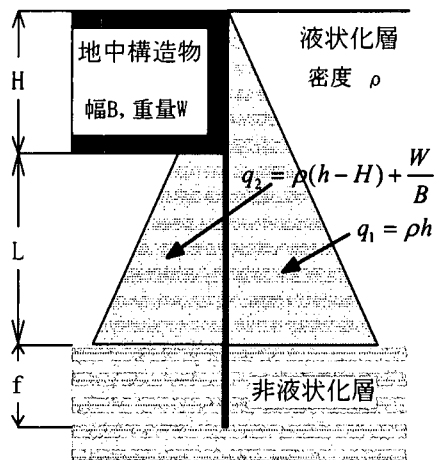 液状化層
密度 ρ
地中構造物
幅B, 重量W
H
q₂ = ρ(h − H) + W/B
q₁ = ρh
L
f
非液状化層